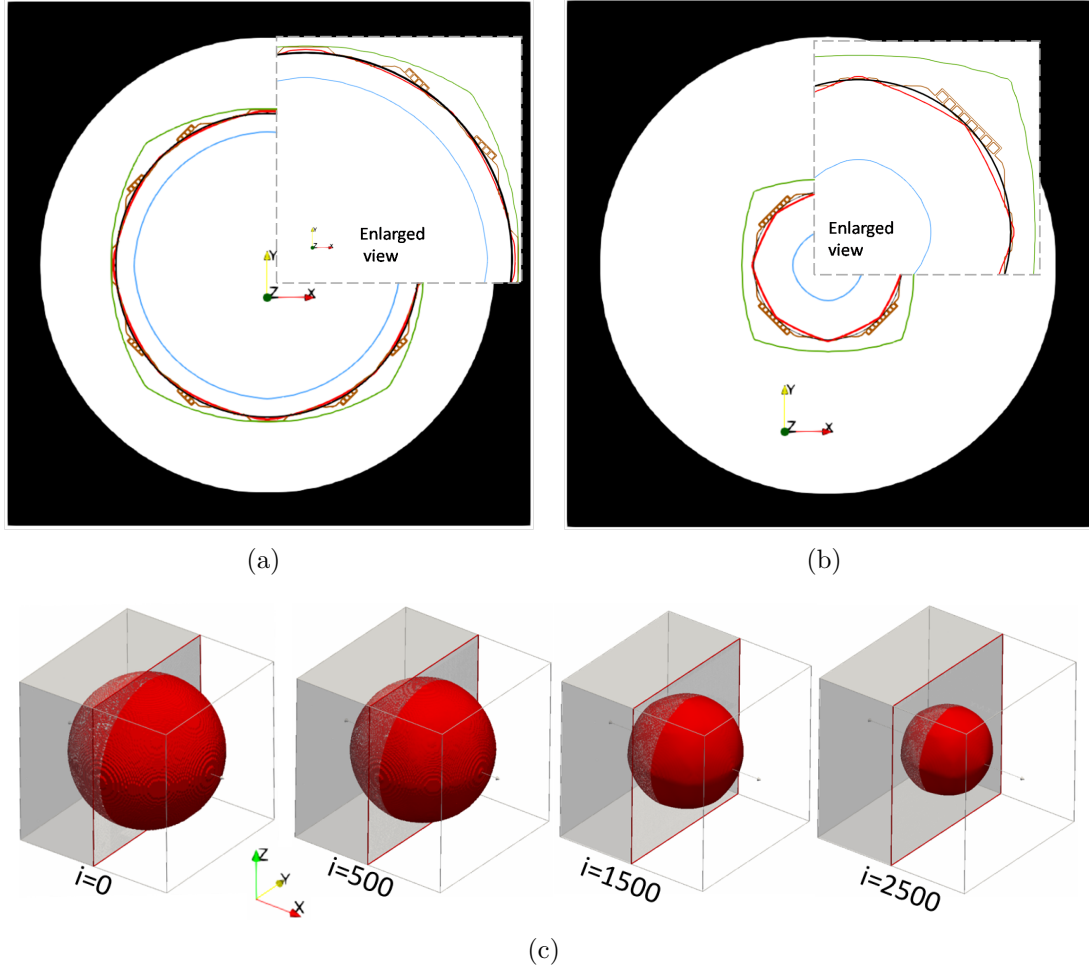 Enlarged
view
Y
Z
X
Y
Z
X
(a)
Enlarged
view
Y
Z
X
(b)
i=0
Z
Y
X
i=500
i=1500
i=2500
(c)